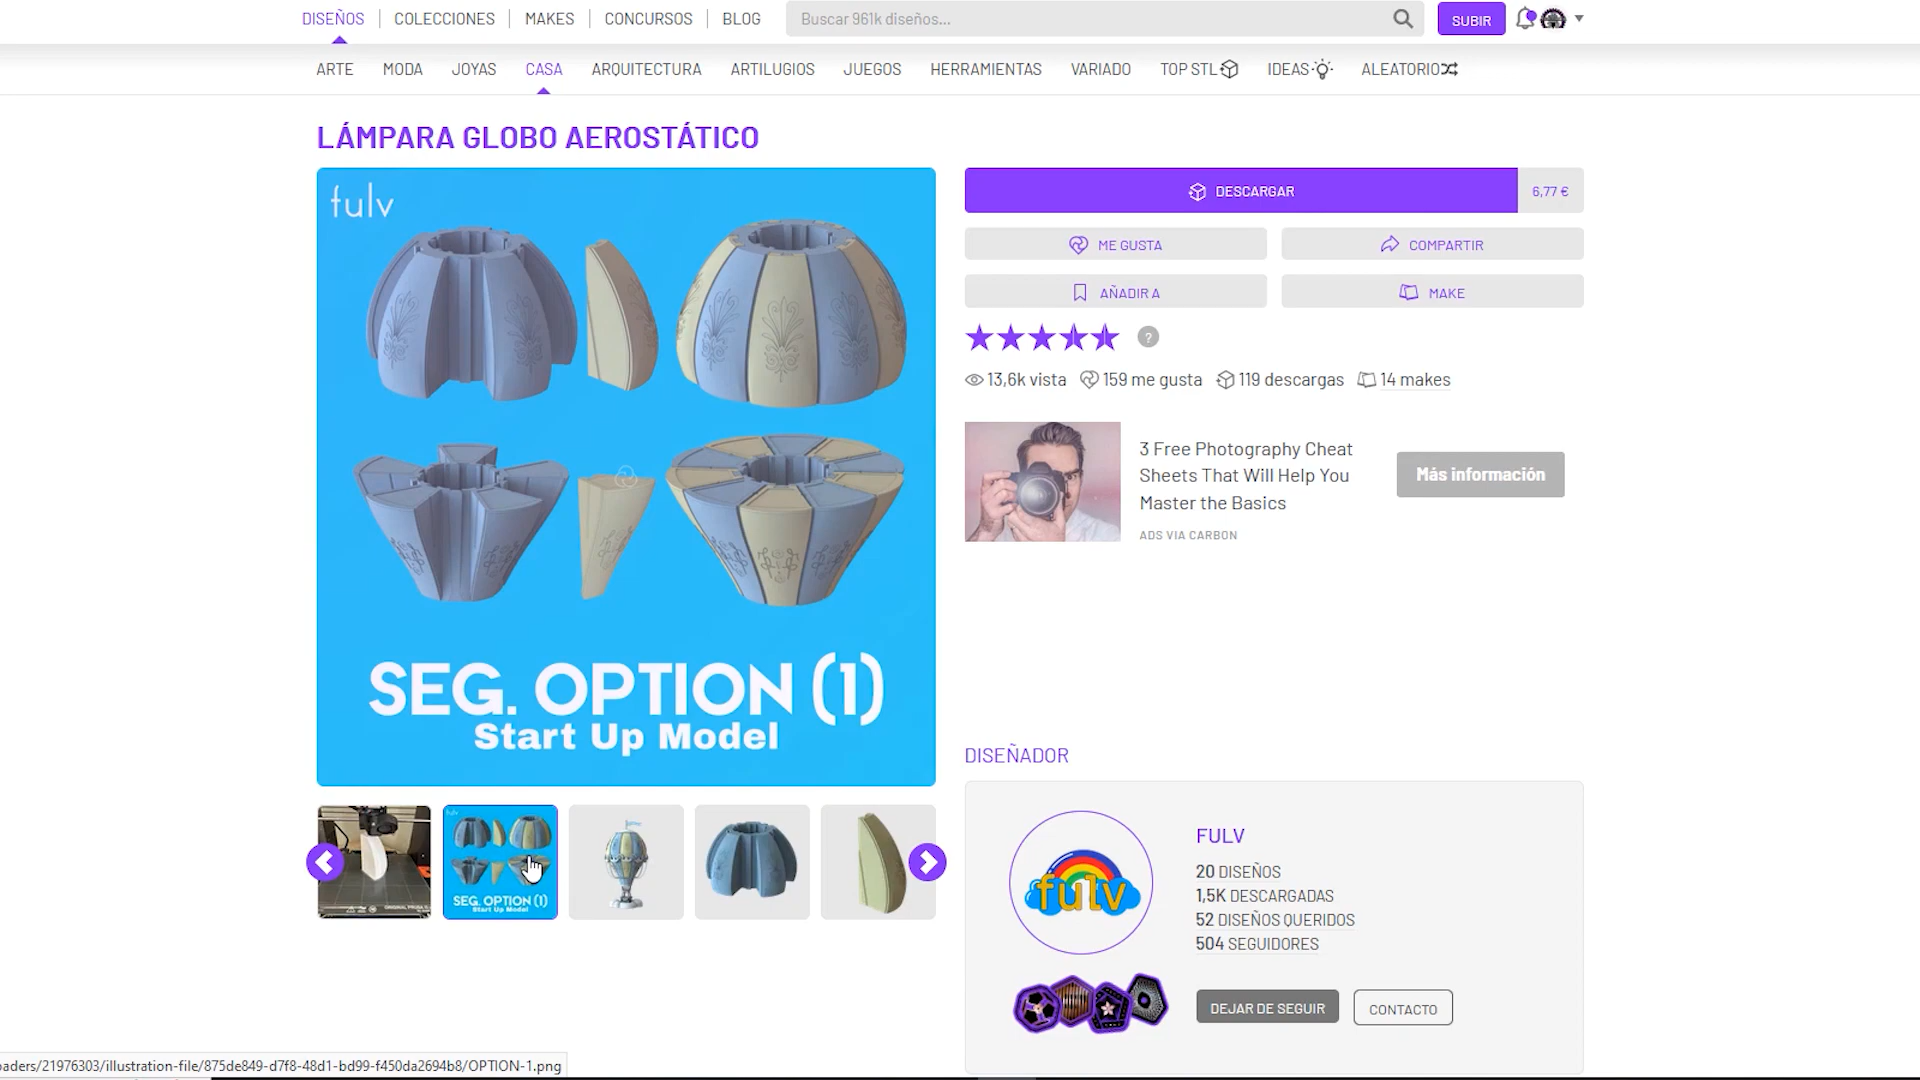 DISEÑOS
COLECCIONES
MAKES
CONCURSOS
BLOG
Buscar 961k diseños...
SUBIR
ARTE
MODA
JOYAS
CASA
ARQUITECTURA
ARTILUGIOS
JUEGOS
HERRAMIENTAS
VARIADO
TOP STL
IDEAS
ALEATORIO
LÁMPARA GLOBO AEROSTÁTICO
fulv
SEG. OPTION (1)
Start Up Model
SEG. OPTION (1)
Start Up Model
DESCARGAR
6,77 €
ME GUSTA
COMPARTIR
AÑADIR A
MAKE
?
13,6k vista
159 me gusta
119 descargas
14 makes
3 Free Photography Cheat
Sheets That Will Help You
Master the Basics
ADS VIA CARBON
Más información
DISEÑADOR
fulv
FULV
20 DISEÑOS
1,5K DESCARGADAS
52 DISEÑOS QUERIDOS
504 SEGUIDORES
DEJAR DE SEGUIR
CONTACTO
oaders/21976303/illustration-file/875de849-d7f8-48d1-bd99-f450da2694b8/OPTION-1.png